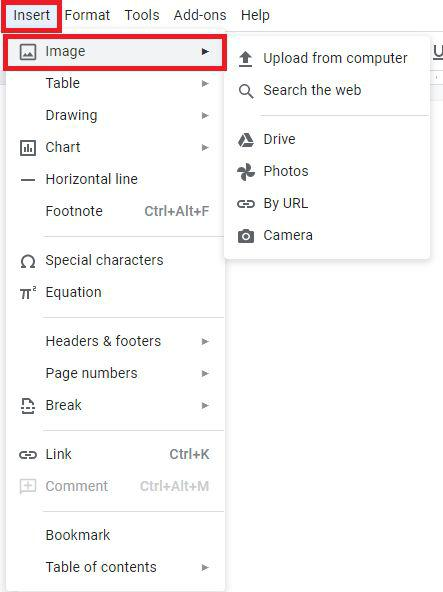 Insert Format Tools Add-ons Help
Image
Table
Drawing
Chart
Horizontal line
Footnote Ctrl+Alt+F
Special characters
Equation
Headers & footers
Page numbers
Break
Link Ctrl+K
Comment Ctrl+Alt+M
Bookmark
Table of contents
Upload from computer
Search the web
Drive
Photos
By URL
Camera
U